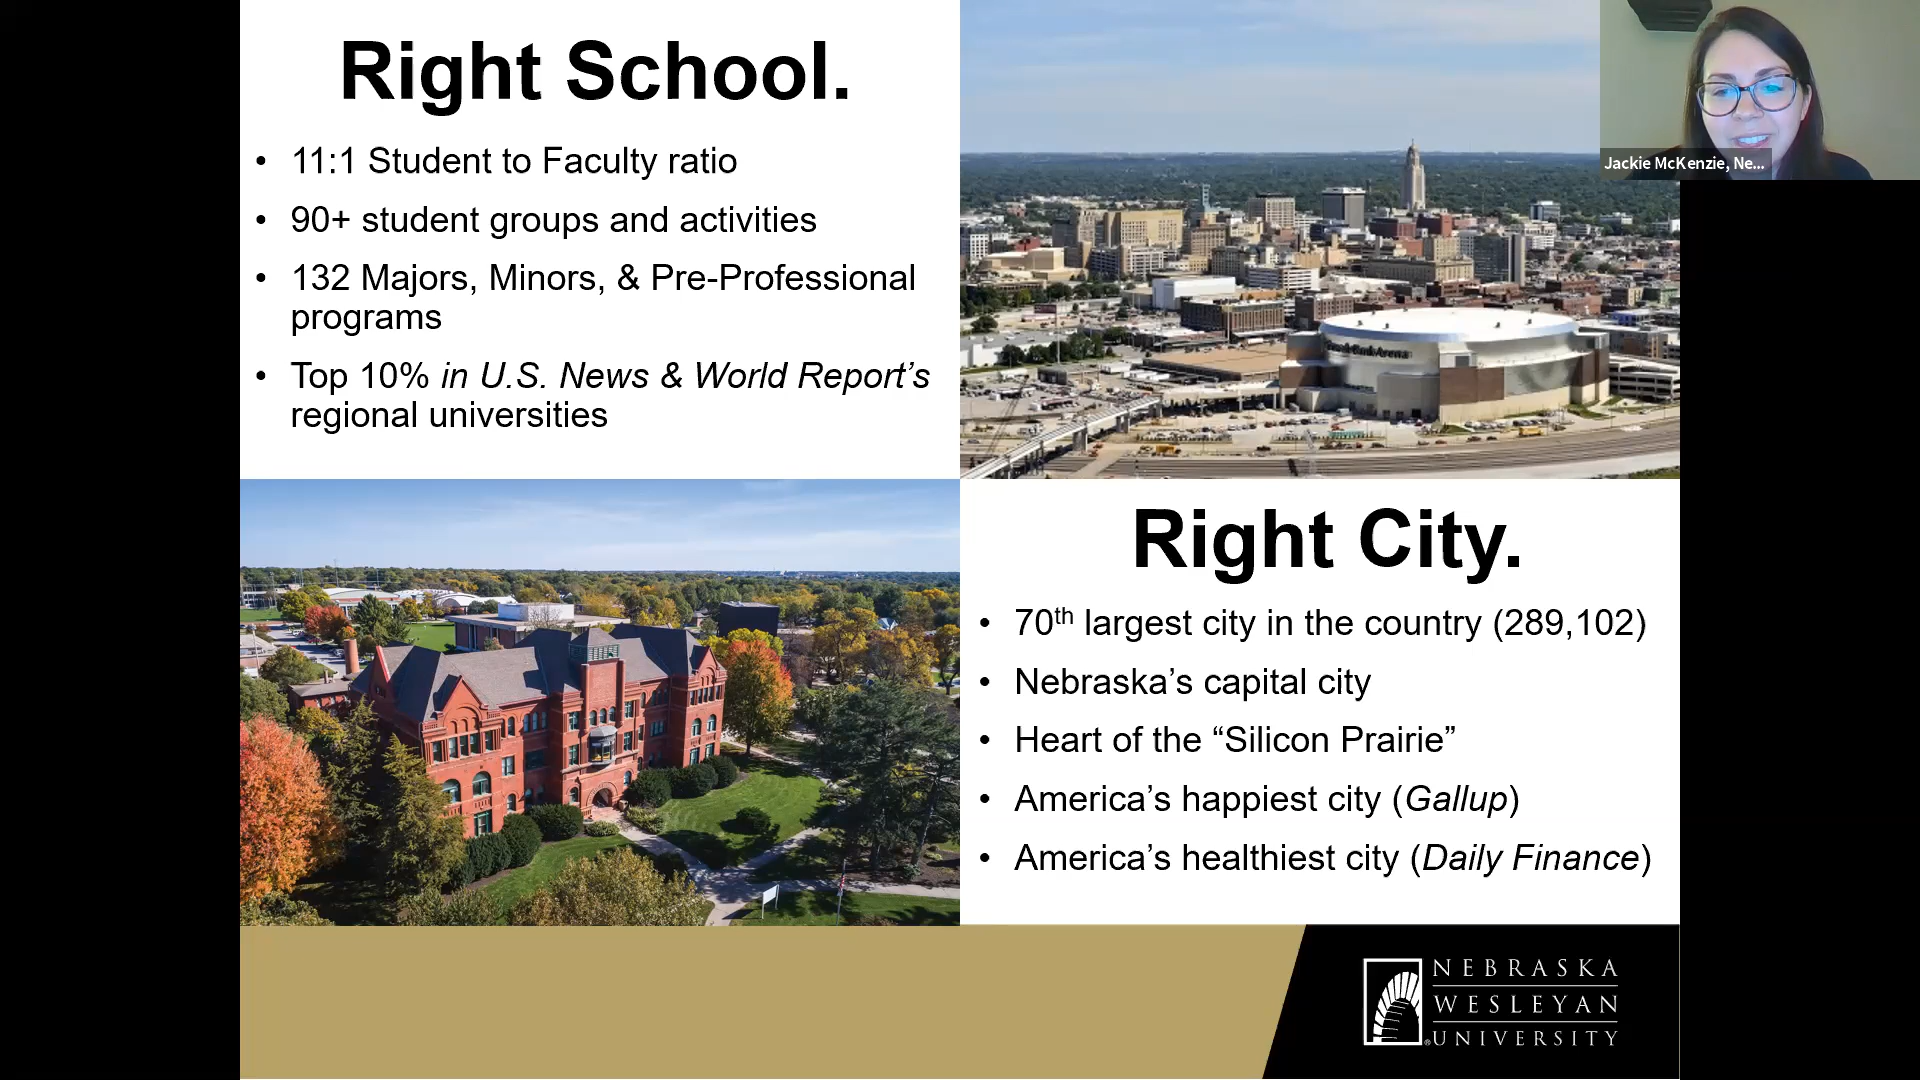 Right School.
• 11:1 Student to Faculty ratio
• 90+ student groups and activities
• 132 Majors, Minors, & Pre-Professional
programs
• Top 10% in U.S. News & World Report’s
regional universities
Jackie McKenzie, Ne...
Right City.
• 70th largest city in the country (289,102)
• Nebraska’s capital city
• Heart of the “Silicon Prairie”
• America’s happiest city (Gallup)
• America’s healthiest city (Daily Finance)
NEBRASKA
WESLEYAN
®UNIVERSITY